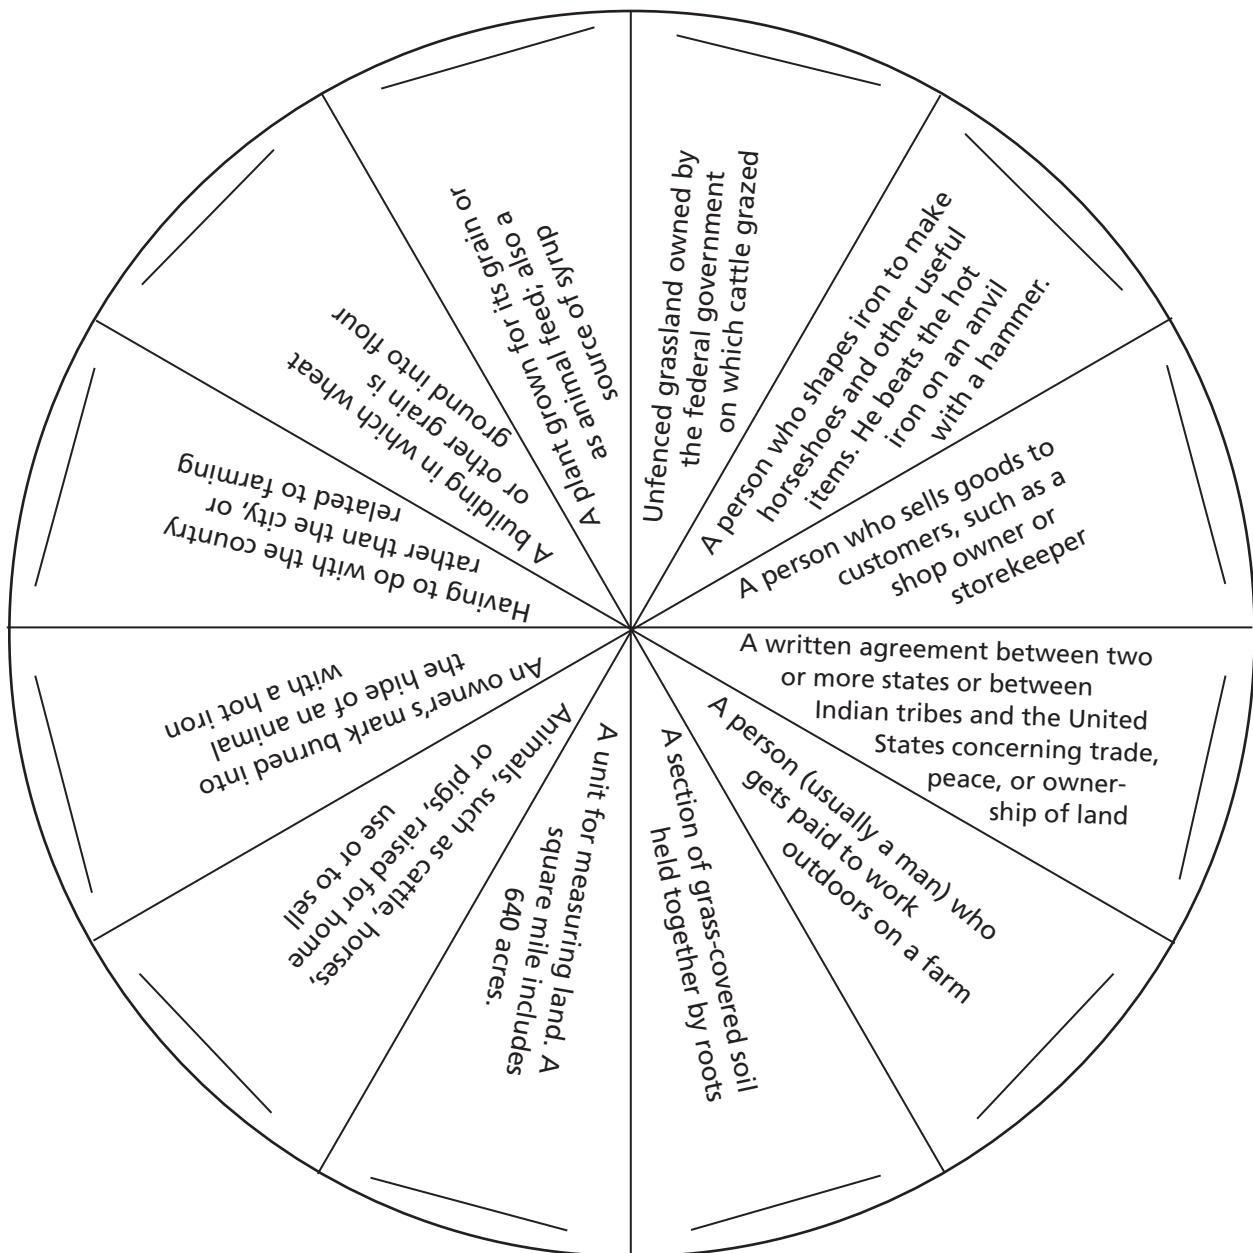 Unfenced grassland owned by
the federal government
on which cattle grazed
A person who shapes iron to make
horseshoes and other useful
items. He beats the hot
iron on an anvil
with a hammer.
A person who sells goods to
customers, such as a
shop owner or
storekeeper
A written agreement between two
or more states or between
Indian tribes and the United
States concerning trade,
peace, or owner-
ship of land
A person (usually a man) who
gets paid to work
outdoors on a farm
A section of grass-covered soil
held together by roots
A unit for measuring land. A
square mile includes
640 acres.
Animals, such as cattle, horses,
or pigs, raised for home
use or to sell
An owner's mark burned into
the hide of an animal
with a hot iron
Having to do with the country
rather than the city, or
related to farming
A building in which wheat
or other grain is
ground into flour
A plant grown for its grain or
as animal feed; also a
source of syrup